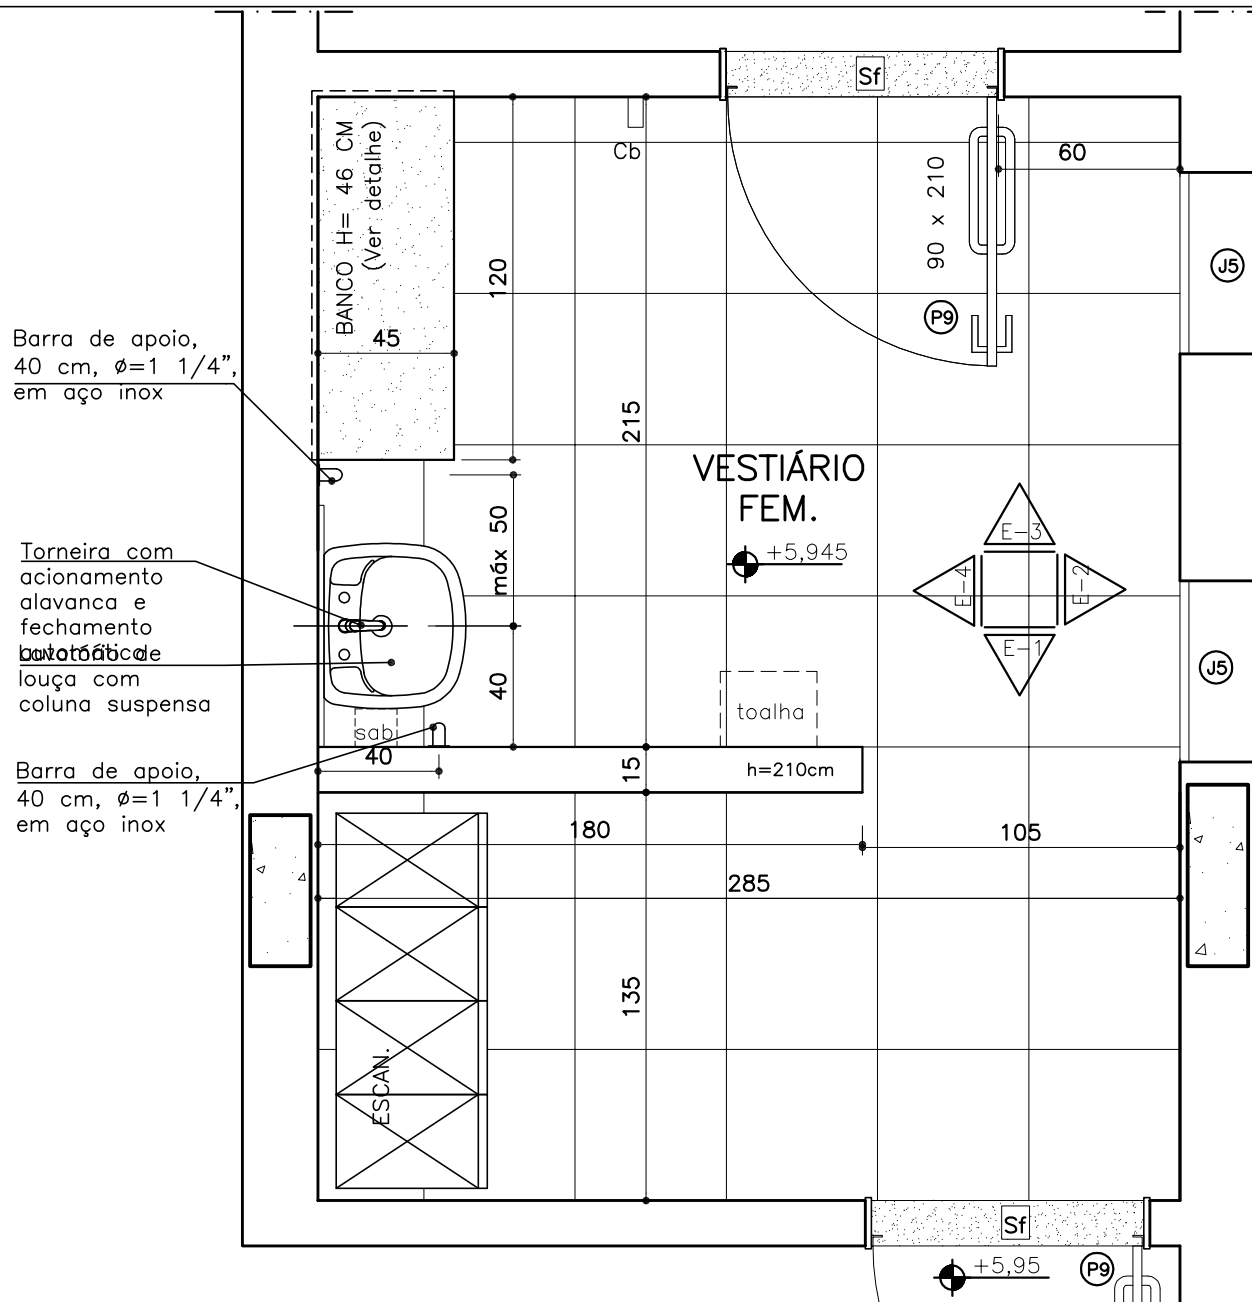 Sf
BANCO H= 46 CM
(Ver detalhe)
Cb
60
90 x 210
J5
120
P9
45
Barra de apoio,
40 cm, ø=1 1/4”,
em aço inox
215
VESTIÁRIO
FEM.
máx 50
+5,945
E-3
E-4
E-2
E-1
Torneira com
acionamento
alavanca e
fechamento
automático
Lavatório de
louça com
coluna suspensa
J5
40
toalha
sab
40
15
h=210cm
Barra de apoio,
40 cm, ø=1 1/4”,
em aço inox
180
105
285
135
ESCAN.
Sf
+5,95
P9